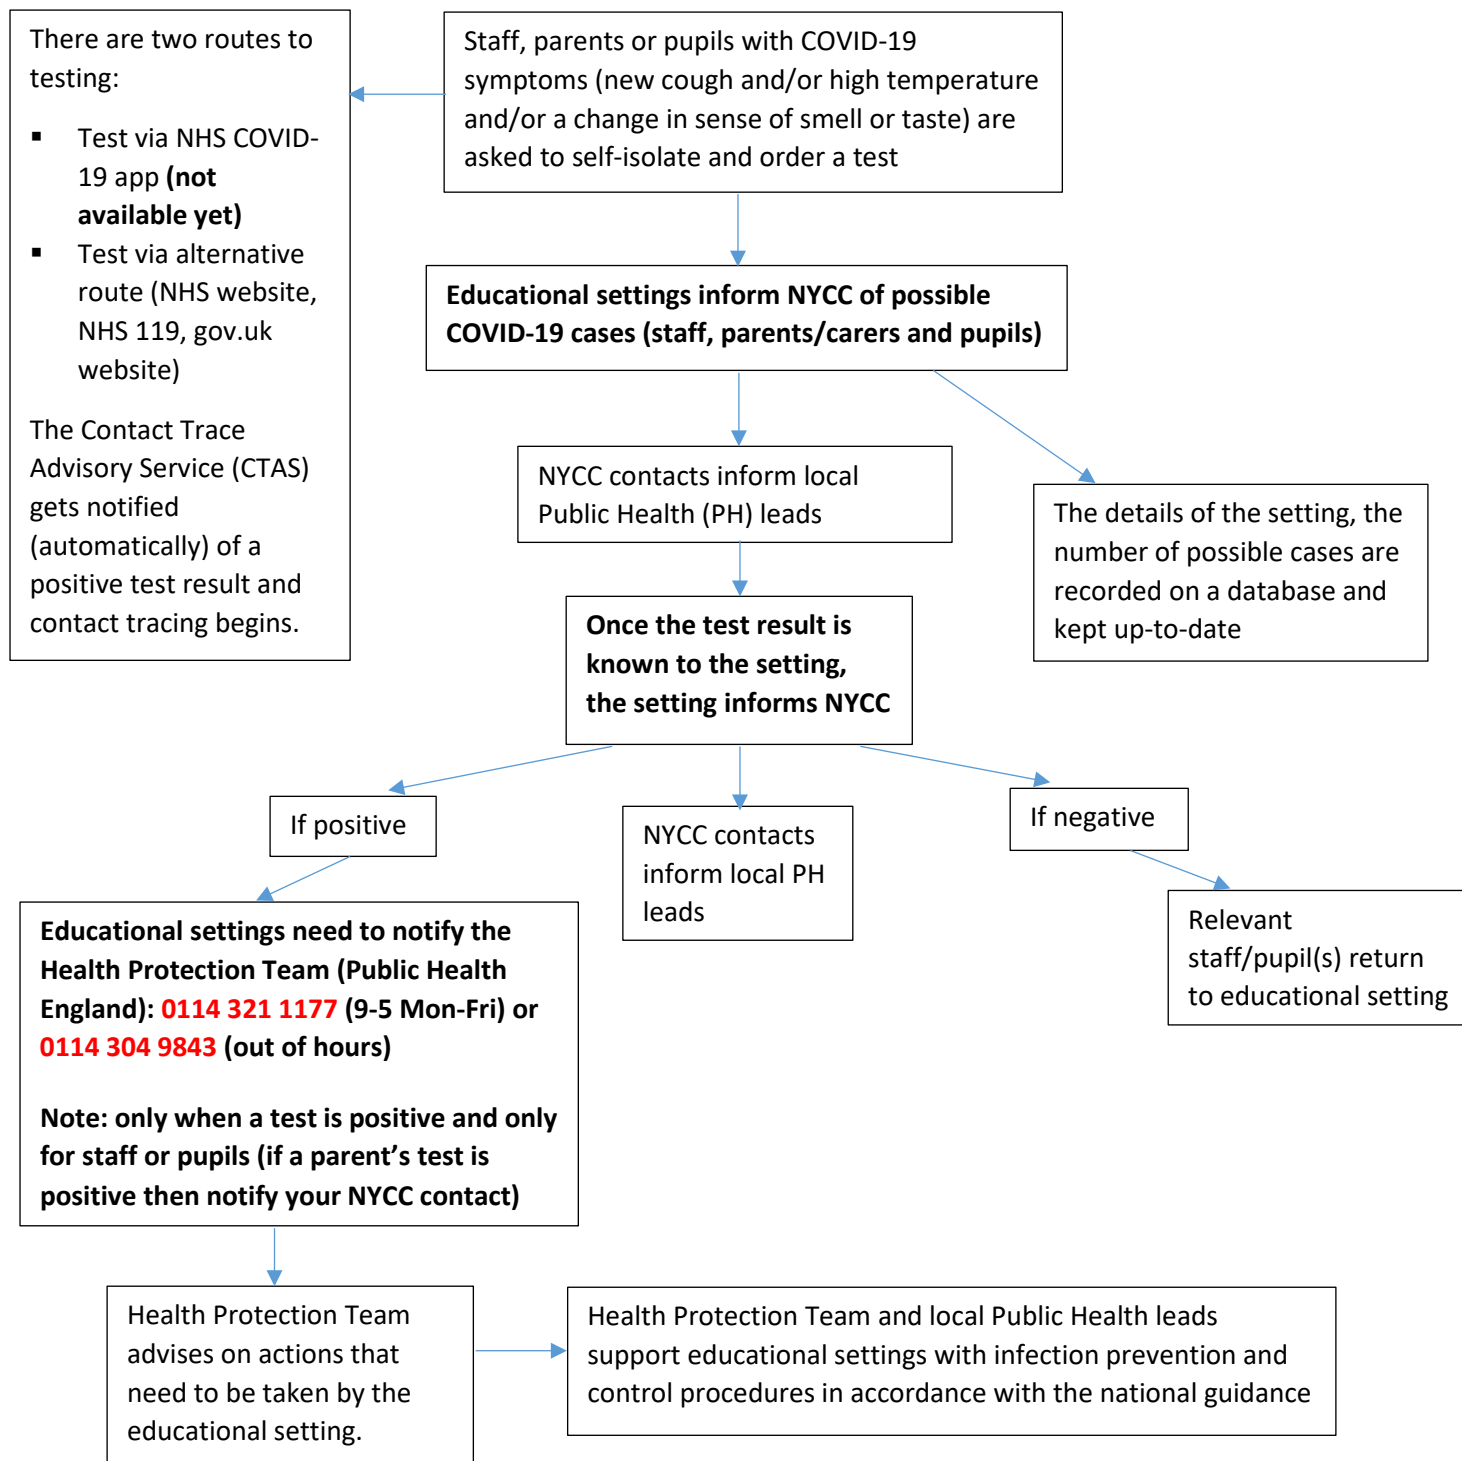 There are two routes to
testing:
▪ Test via NHS COVID-
19 app (not
available yet)
▪ Test via alternative
route (NHS website,
NHS 119, gov.uk
website)
The Contact Trace
Advisory Service (CTAS)
gets notified
(automatically) of a
positive test result and
contact tracing begins.
Staff, parents or pupils with COVID-19
symptoms (new cough and/or high temperature
and/or a change in sense of smell or taste) are
asked to self-isolate and order a test
Educational settings inform NYCC of possible
COVID-19 cases (staff, parents/carers and pupils)
NYCC contacts inform local
Public Health (PH) leads
The details of the setting, the
number of possible cases are
recorded on a database and
kept up-to-date
Once the test result is
known to the setting,
the setting informs NYCC
If positive
NYCC contacts
inform local PH
leads
If negative
Educational settings need to notify the
Health Protection Team (Public Health
England): 0114 321 1177 (9-5 Mon-Fri) or
0114 304 9843 (out of hours)
Note: only when a test is positive and only
for staff or pupils (if a parent’s test is
positive then notify your NYCC contact)
Relevant
staff/pupil(s) return
to educational setting
Health Protection Team
advises on actions that
need to be taken by the
educational setting.
Health Protection Team and local Public Health leads
support educational settings with infection prevention and
control procedures in accordance with the national guidance